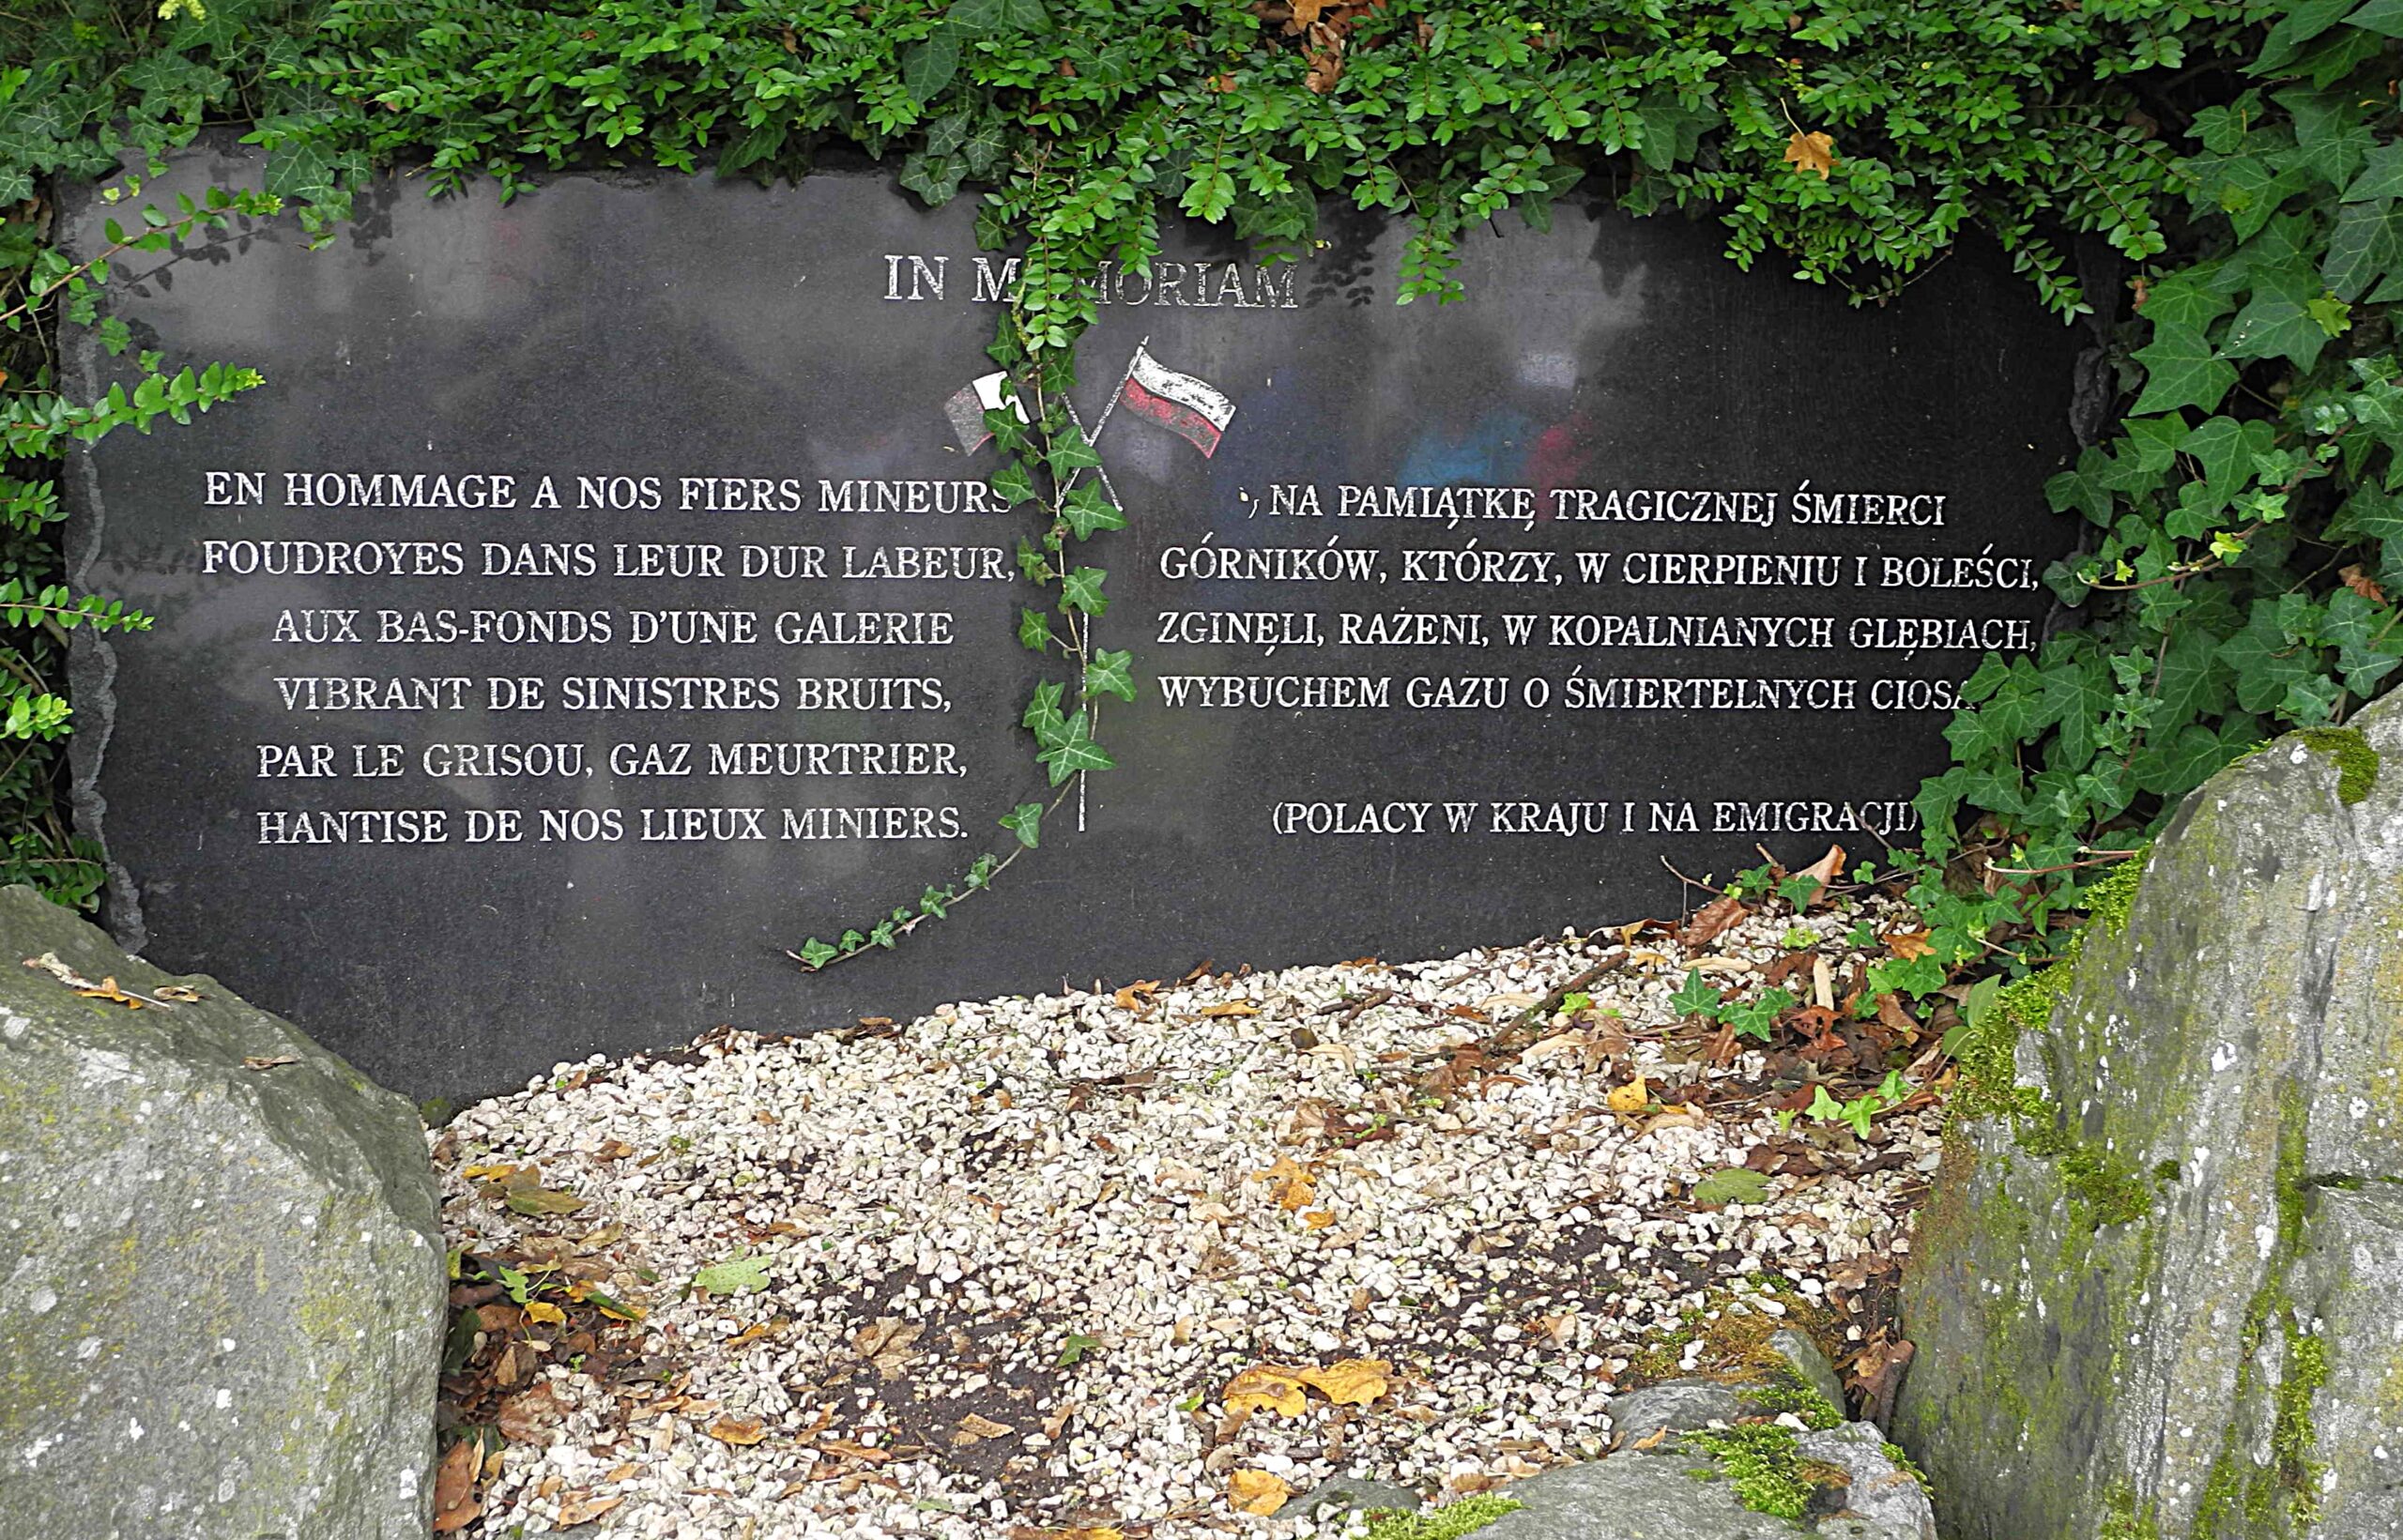 IN MEMORIAM
EN HOMMAGE A NOS FIERS MINEURS
FOUDROYES DANS LEUR DUR LABEUR,
AUX BAS-FONDS D'UNE GALERIE
VIBRANT DE SINISTRES BRUITS,
PAR LE GRISOU, GAZ MEURTRIER,
HANTISE DE NOS LIEUX MINIERS.
NA PAMIĄTKĘ TRAGICZNEJ ŚMIERCI
GÓRNIKÓW, KTÓRZY, W CIERPIENIU I BOLEŚCI,
ZGINĘLI, RAŻENI, W KOPALNIANYCH GLĘBIACH,
WYBUCHEM GAZU O ŚMIERTELNYCH
(POLACY W KRAJU I NA EMIGRACJI)